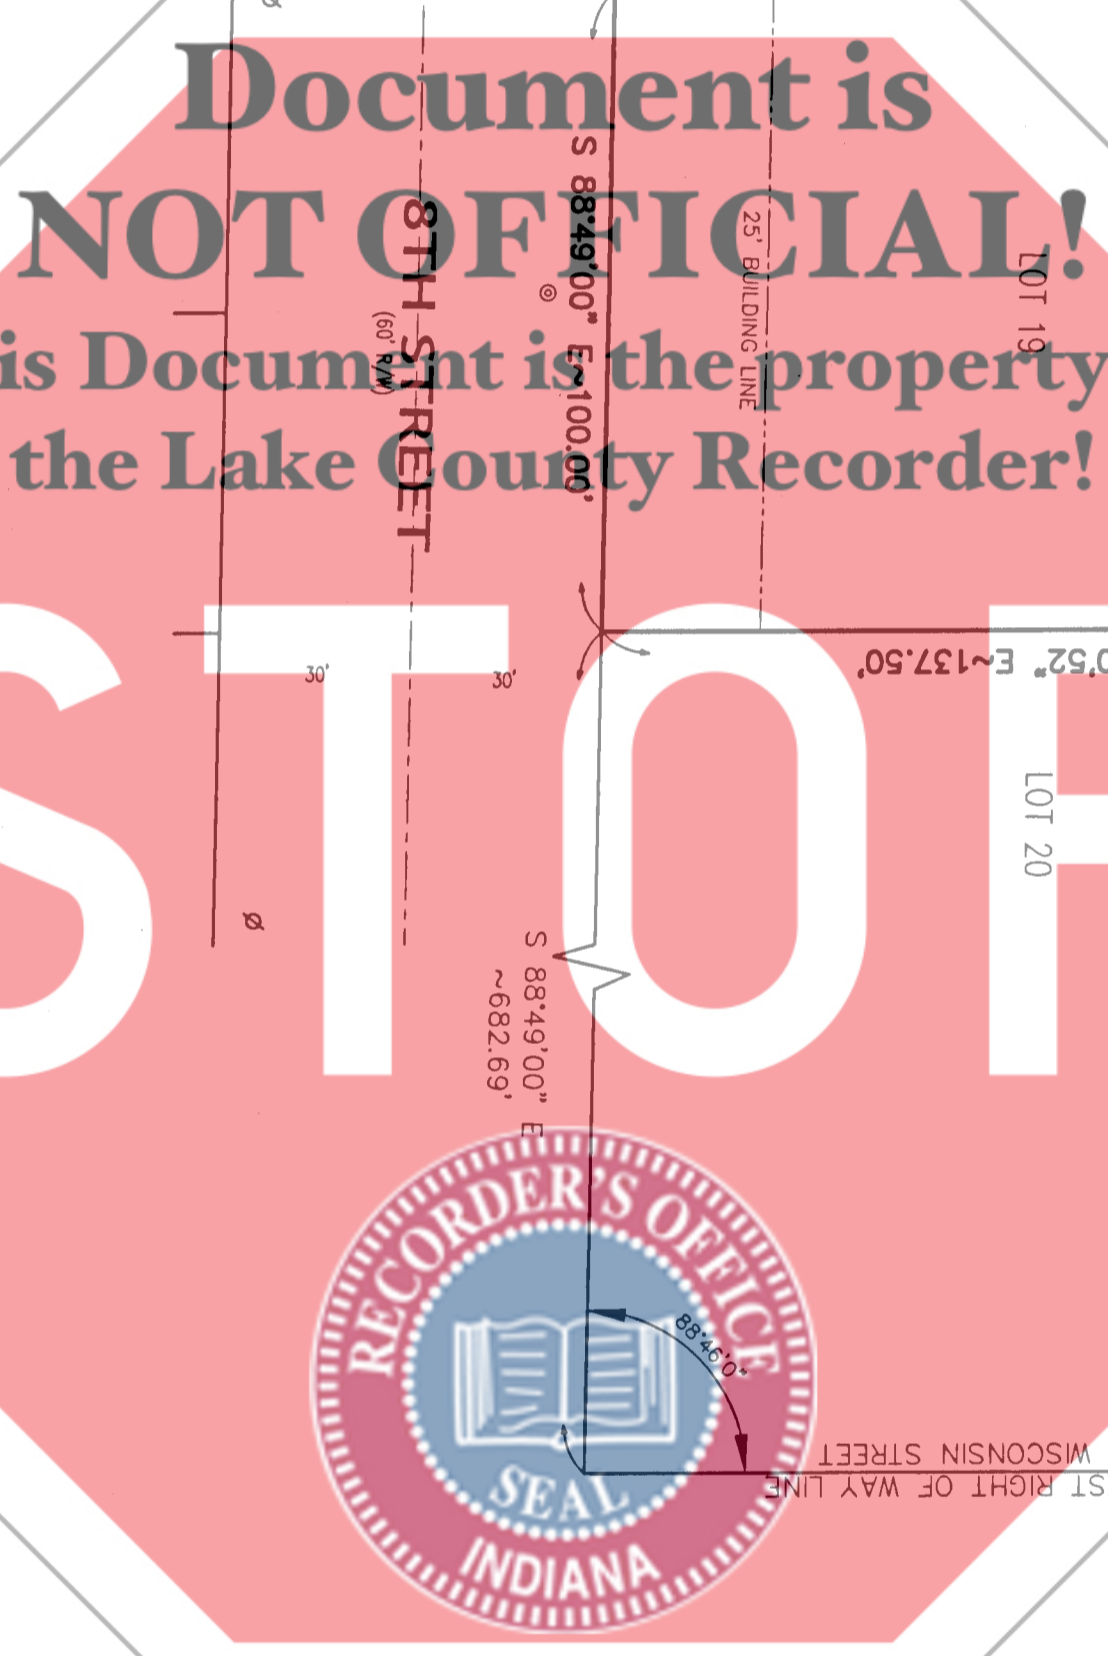 Document is
NOT OFFICIAL!
is Document is the property
the Lake County Recorder!
STOP
8TH STREET
(60' R/W)
S 88°49'00" E~100.00'
25' BUILDING LINE
LOT 19
30'
30'
0'52" E~137.50'
LOT 20
Ø
S 88°49'00" E
~682.69'
RECORDER'S OFFICE
88°46'0"
SEAL
INDIANA
WISCONSIN STREET
ST RIGHT OF WAY LINE